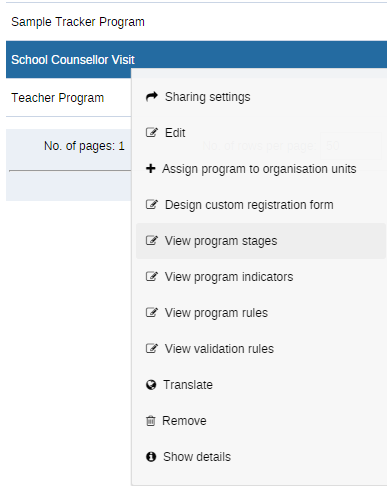 Sample Tracker Program
School Counsellor Visit
Teacher Program
Sharing settings
No. of pages: 1
Edit
Assign program to organisation units
Design custom registration form
View program stages
View program indicators
View program rules
View validation rules
Translate
Remove
Show details